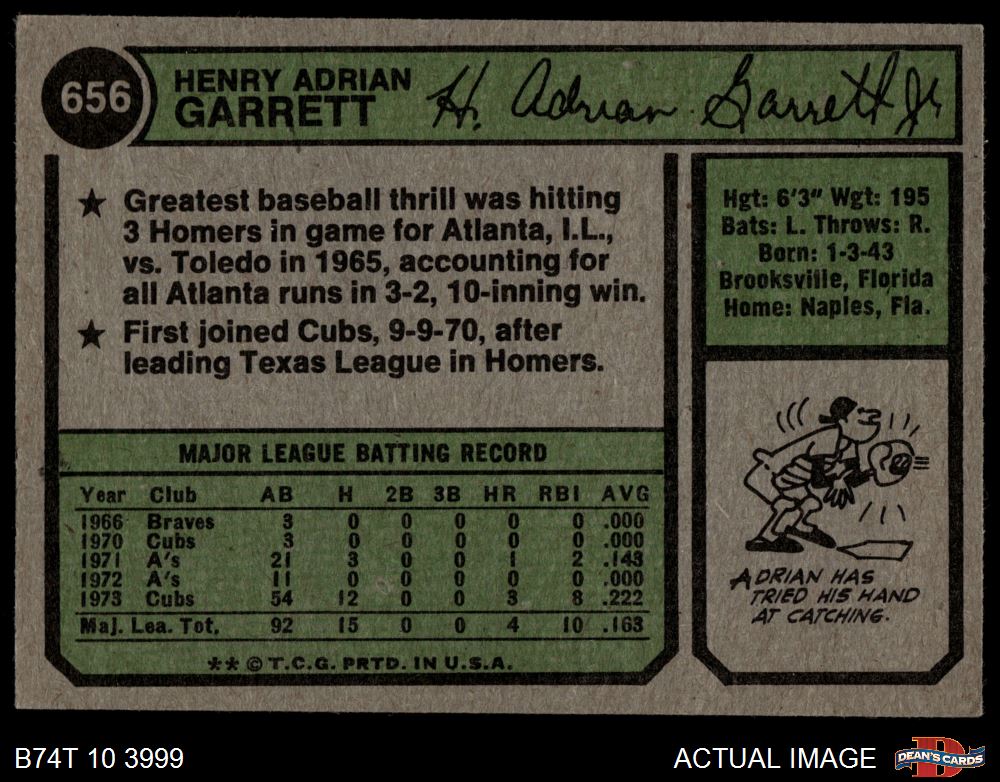 656
HENRY ADRIAN
GARRETT
H. Adrian Garrett Jr
★ Greatest baseball thrill was hitting
3 Homers in game for Atlanta, I.L.,
vs. Toledo in 1965, accounting for
all Atlanta runs in 3-2, 10-inning win.
★ First joined Cubs, 9-9-70, after
leading Texas League in Homers.
Hgt: 6'3" Wgt: 195
Bats: L. Throws: R.
Born: 1-3-43
Brooksville, Florida
Home: Naples, Fla.
MAJOR LEAGUE BATTING RECORD
Year Club AB H 2B 3B HR RBI AVG
1966 Braves 3 0 0 0 0 0 .000
1970 Cubs 3 0 0 0 0 0 .000
1971 A's 21 3 0 0 1 2 .143
1972 A's 11 0 0 0 0 0 .000
1973 Cubs 54 12 0 0 3 8 .222
Maj. Lea. Tot. 92 15 0 0 4 10 .163
** © T.C.G. PRTD. IN U.S.A.
ADRIAN HAS
TRIED HIS HAND
AT CATCHING.
B74T 10 3999
ACTUAL IMAGE
D
DEAN'S CARDS